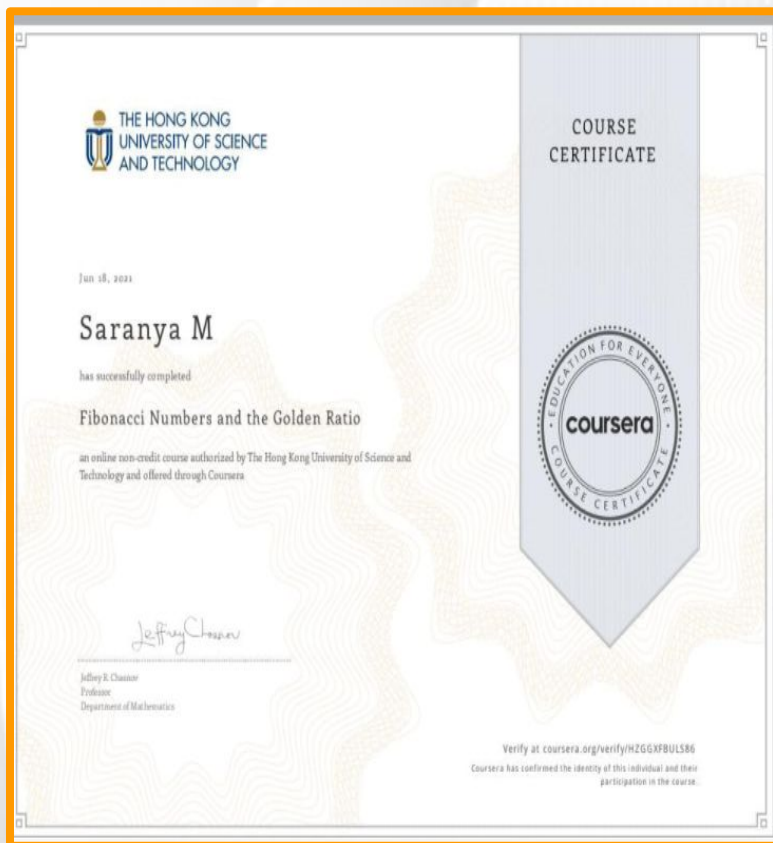 THE HONG KONG
UNIVERSITY OF SCIENCE
AND TECHNOLOGY
COURSE
CERTIFICATE
Jun 18, 2021
Saranya M
has successfully completed
Fibonacci Numbers and the Golden Ratio
an online non-credit course authorized by The Hong Kong University of Science and
Technology and offered through Coursera
EDUCATION FOR EVERYONE
coursera
COURSE CERTIFICATE
Jeffrey Chasnov
Jeffrey R. Chasnov
Professor
Department of Mathematics
Verify at coursera.org/verify/HZGGXFBULS86
Coursera has confirmed the identity of this individual and their
participation in the course.